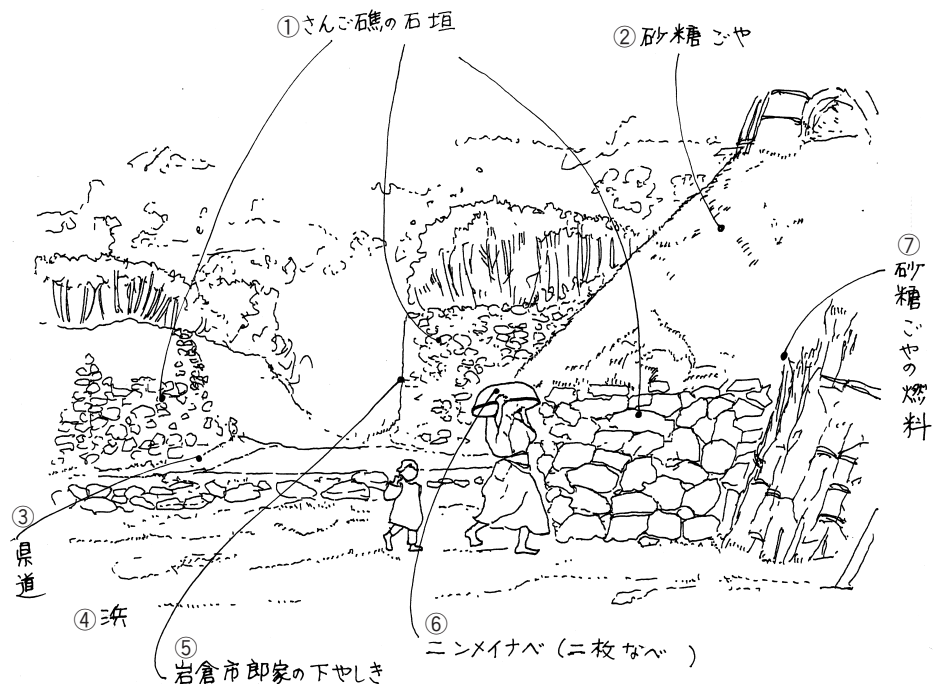 ①さんご礁の石垣
②砂糖ごや
③県道
④浜
⑤岩倉市郎家の下やしき
⑥ニンメイナベ(二枚なべ)
⑦砂糖ごやの燃料